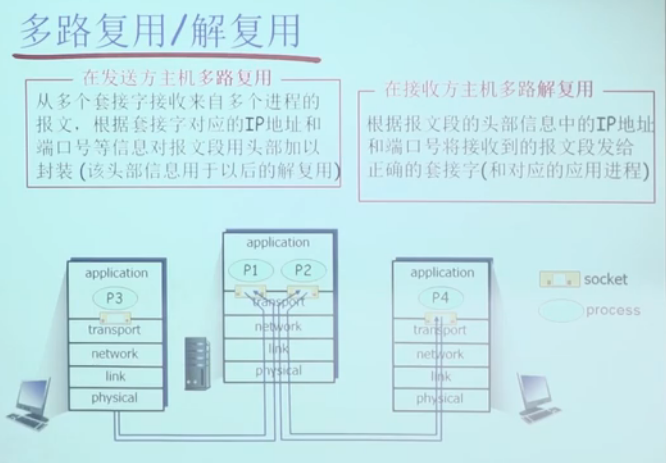 多路复用/解复用
在发送方主机多路复用
从多个套接字接收来自多个进程的
报文，根据套接字对应的IP地址和
端口号等信息对报文段用头部加以
封装 (该头部信息用于以后的解复用)
在接收方主机多路解复用
根据报文段的头部信息中的IP地址
和端口号将接收到的报文段发给
正确的套接字(和对应的应用进程)
application
P3
transport
network
link
physical
application
P1
P2
transport
network
link
physical
application
P4
transport
network
link
physical
socket
process